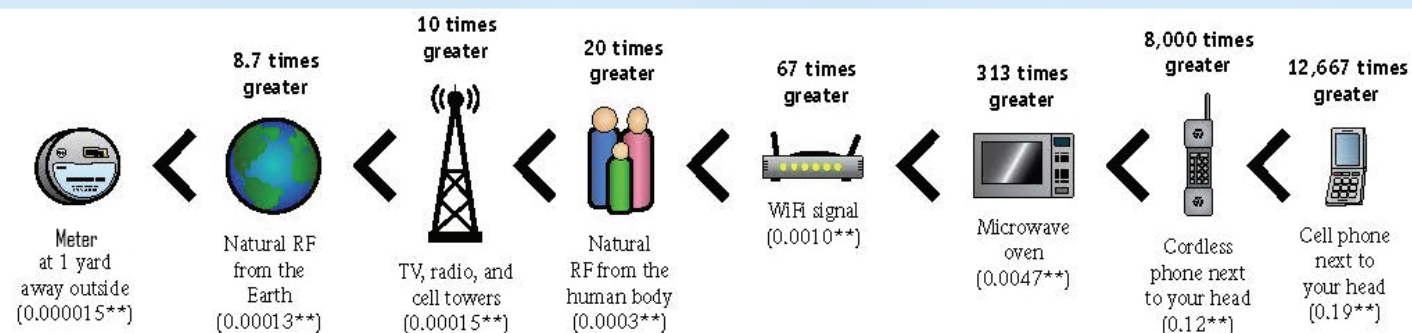 8.7 times
greater
10 times
greater
20 times
greater
67 times
greater
313 times
greater
8,000 times
greater
12,667 times
greater
Meter
at 1 yard
away outside
(0.000015**)
Natural RF
from the
Earth
(0.00013**)
TV, radio, and
cell towers
(0.00015**)
Natural
RF from the
human body
(0.0003**)
WiFi signal
(0.0010**)
Microwave
oven
(0.0047**)
Cordless
phone next
to your head
(0.12**)
Cell phone
next to
your head
(0.19**)